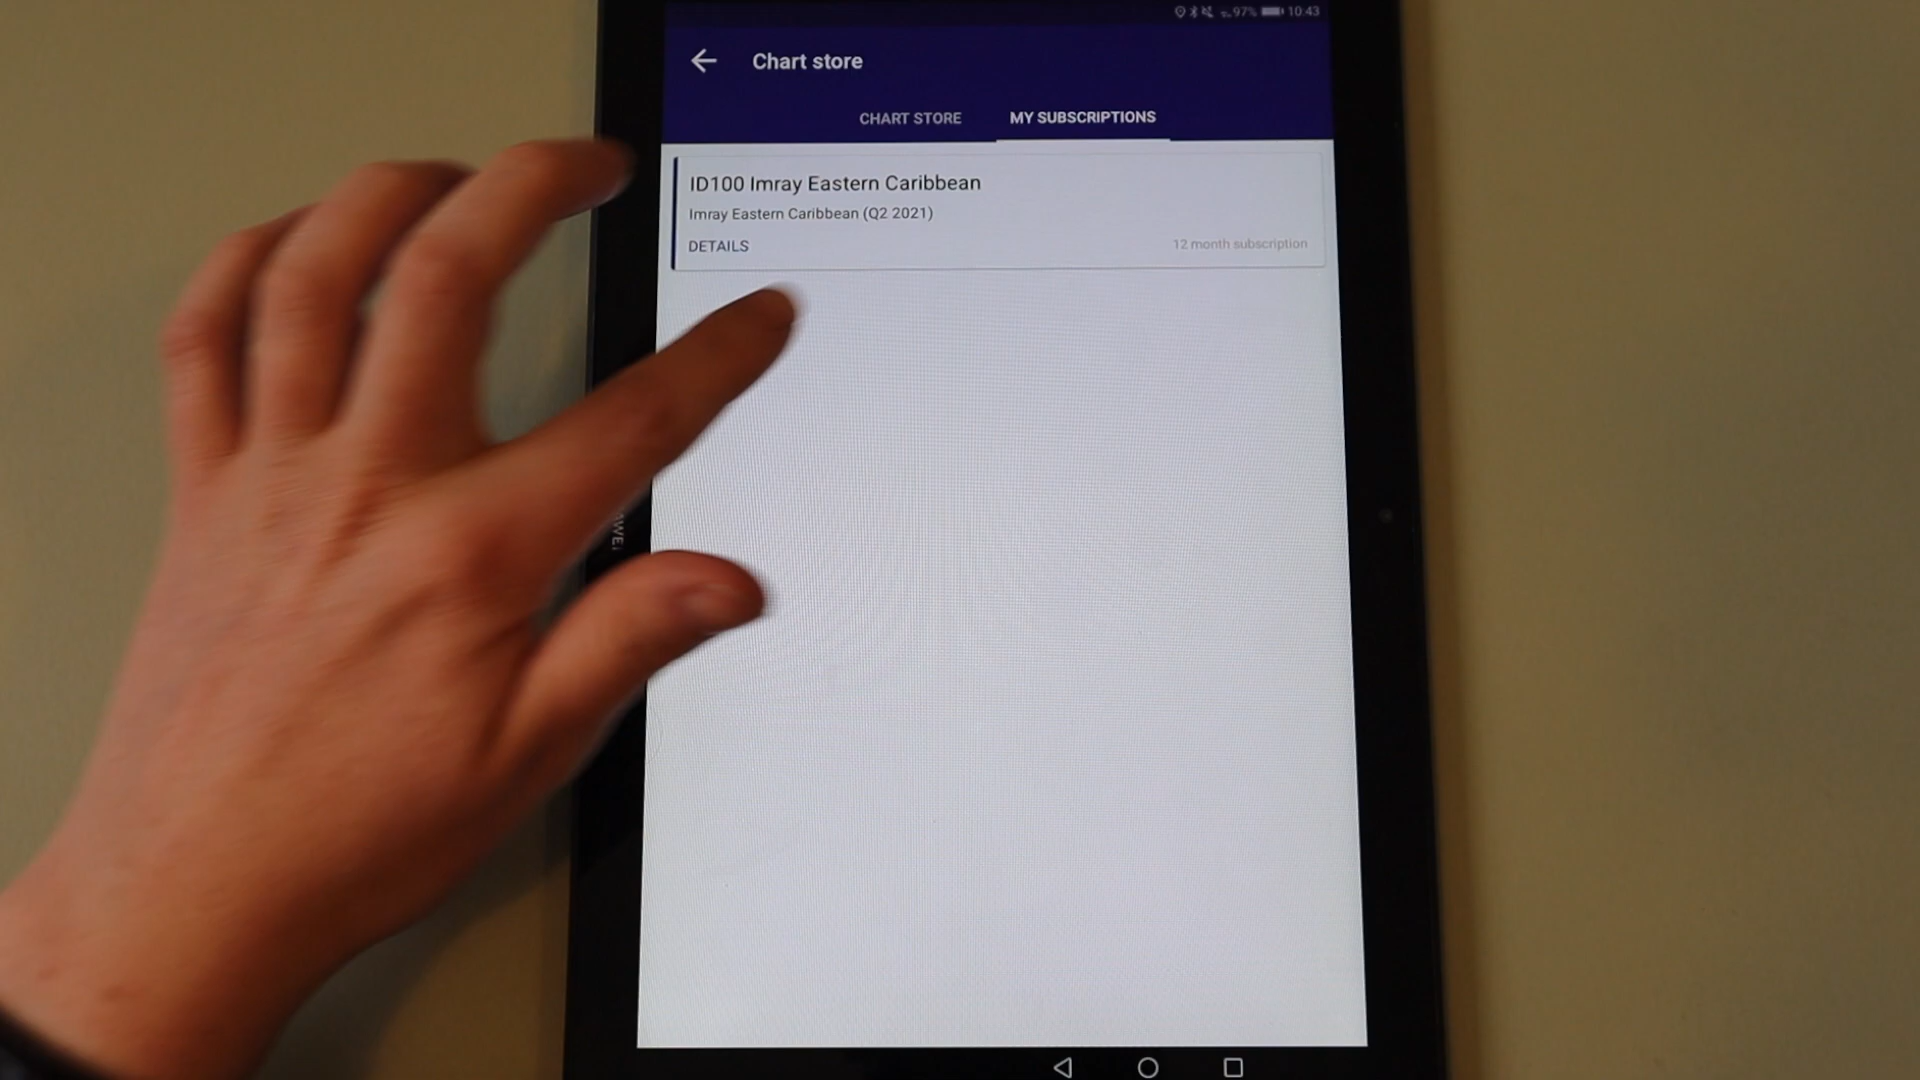 97% 10:43
Chart store
CHART STORE MY SUBSCRIPTIONS
ID100 Imray Eastern Caribbean
Imray Eastern Caribbean (Q2 2021)
DETAILS 12 month subscription